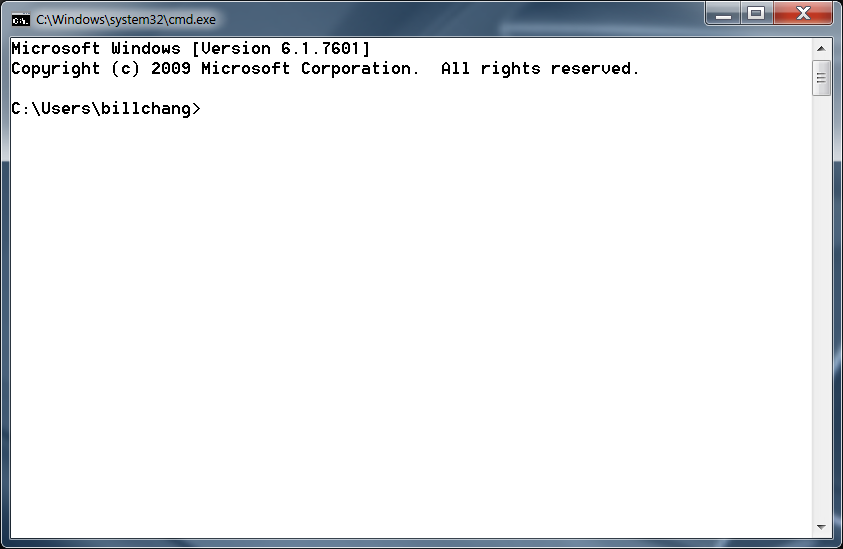 C:\Windows\system32\cmd.exe
Microsoft Windows [Version 6.1.7601]
Copyright (c) 2009 Microsoft Corporation.  All rights reserved.
C:\Users\billchang>